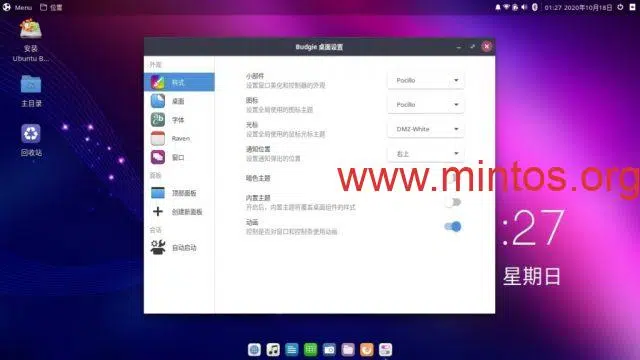 Menu 位置 01:27 2020年10月18日
安装
Ubuntu B...
主目录
回收站
Budgie 桌面设置
外观
样式
桌面
字体
Raven
窗口
面板
顶部面板
创建新面板
会话
自动启动
小部件
设置窗口美化和控制器的外观
Pocillo
图标
设置全局使用的图标主题
Pocillo
光标
设置全局使用的鼠标光标主题
DMZ-White
通知位置
设置通知弹出的位置
右上
暗色主题
内置主题
开启后，内置主题将覆盖桌面组件的样式
动画
控制是否对窗口和控制条使用动画
www.mintos.org
:27
星期日